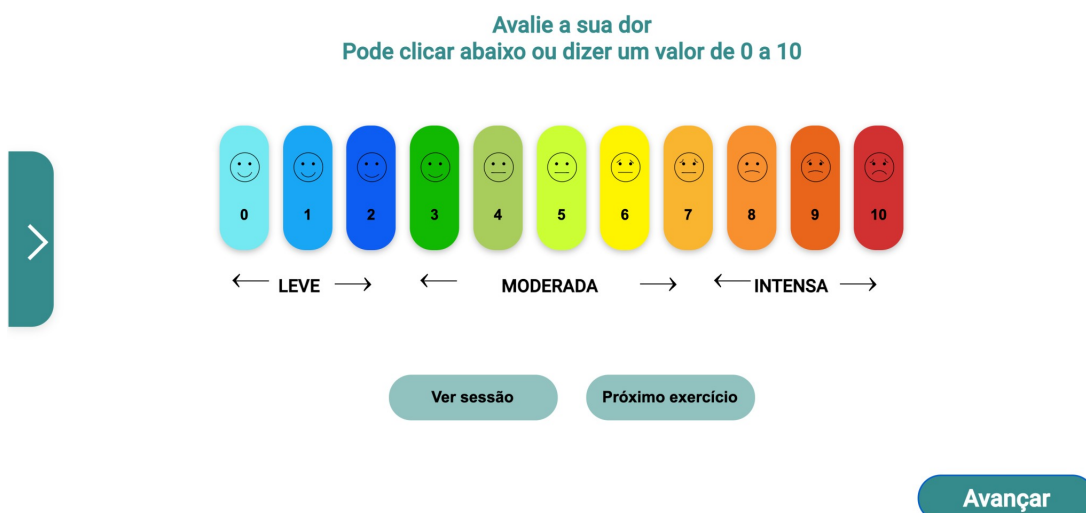 Avalie a sua dor
Pode clicar abaixo ou dizer um valor de 0 a 10
0 1 2 3 4 5 6 7 8 9 10
LEVE MODERADA INTENSA
Ver sessão Próximo exercício
Avançar